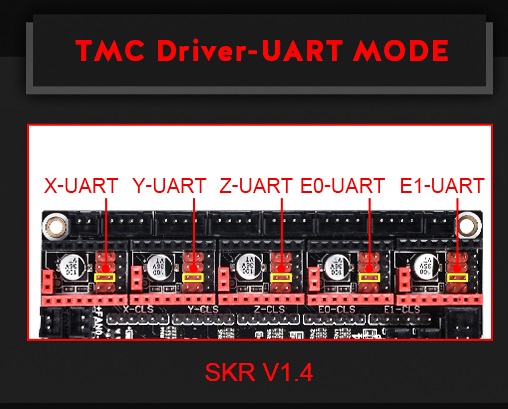 TMC Driver-UART MODE
X-UART Y-UART Z-UART E0-UART E1-UART
X-CLS Y-CLS Z-CLS E0-CLS E1-CLS
SKR V1.4